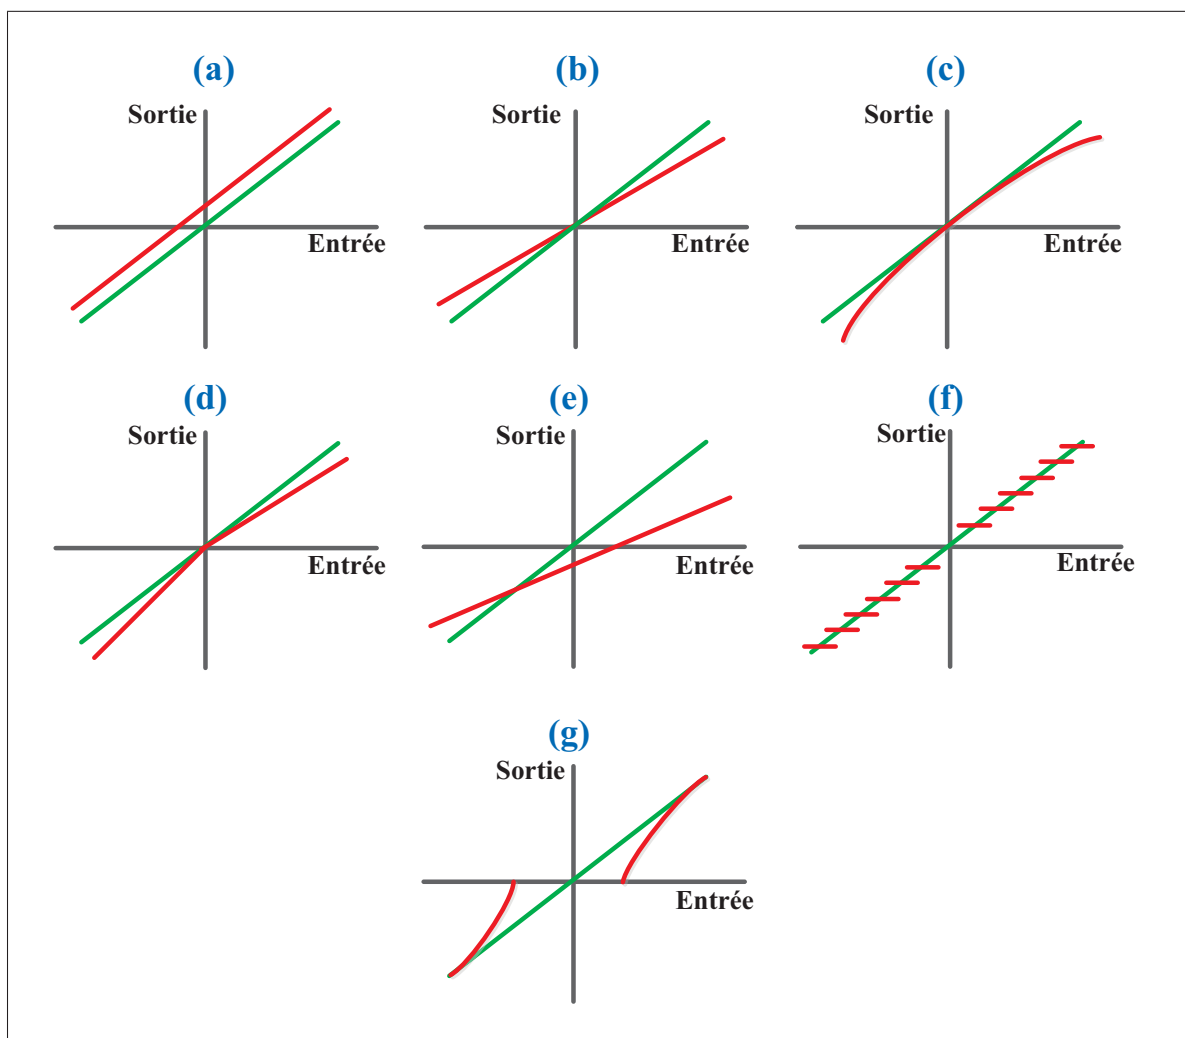 (a)
Sortie
Entrée
(b)
Sortie
Entrée
(c)
Sortie
Entrée
(d)
Sortie
Entrée
(e)
Sortie
Entrée
(f)
Sortie
Entrée
(g)
Sortie
Entrée